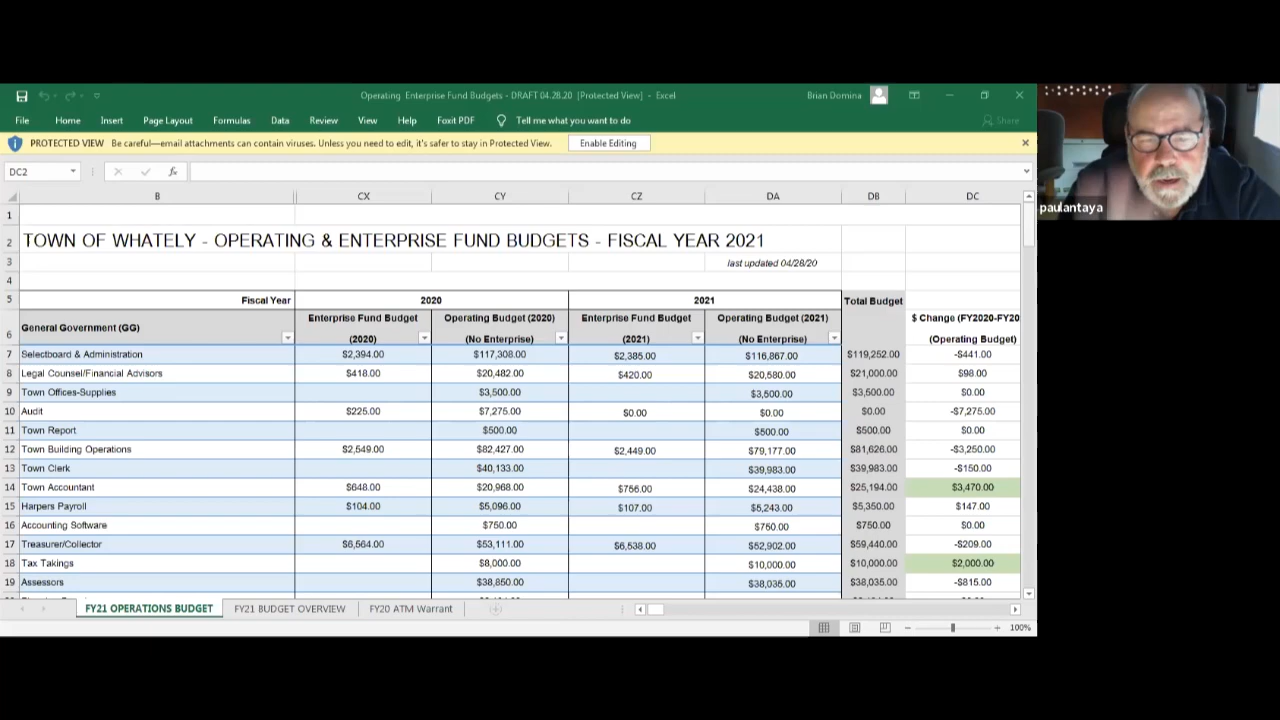 Operating Enterprise Fund Budgets - DRAFT 04.28.20 [Protected View] - Excel
Brian Domina
File Home Insert Page Layout Formulas Data Review View Help Foxit PDF Tell me what you want to do Share
PROTECTED VIEW Be careful—email attachments can contain viruses. Unless you need to edit, it's safer to stay in Protected View. Enable Editing
paulantaya
DC2 fx
B CX CY CZ DA DB DC
1
2 TOWN OF WHATELY - OPERATING & ENTERPRISE FUND BUDGETS - FISCAL YEAR 2021
3 last updated 04/28/20
4
5 Fiscal Year 2020 2021 Total Budget
Enterprise Fund Budget Operating Budget (2020) Enterprise Fund Budget Operating Budget (2021) $ Change (FY2020-FY20
6 General Government (GG) (2020) (No Enterprise) (2021) (No Enterprise) (Operating Budget)
7 Selectboard & Administration $2,394.00 $117,308.00 $2,385.00 $116,867.00 $119,252.00 -$441.00
8 Legal Counsel/Financial Advisors $418.00 $20,482.00 $420.00 $20,580.00 $21,000.00 $98.00
9 Town Offices-Supplies $3,500.00 $3,500.00 $3,500.00 $0.00
10 Audit $225.00 $7,275.00 $0.00 $0.00 $0.00 -$7,275.00
11 Town Report $500.00 $500.00 $500.00 $0.00
12 Town Building Operations $2,549.00 $82,427.00 $2,449.00 $79,177.00 $81,626.00 -$3,250.00
13 Town Clerk $40,133.00 $39,983.00 $39,983.00 -$150.00
14 Town Accountant $648.00 $20,968.00 $756.00 $24,438.00 $25,194.00 $3,470.00
15 Harpers Payroll $104.00 $5,096.00 $107.00 $5,243.00 $5,350.00 $147.00
16 Accounting Software $750.00 $750.00 $750.00 $0.00
17 Treasurer/Collector $6,564.00 $53,111.00 $6,538.00 $52,902.00 $59,440.00 -$209.00
18 Tax Takings $8,000.00 $10,000.00 $10,000.00 $2,000.00
19 Assessors $38,850.00 $38,035.00 $38,035.00 -$815.00
FY21 OPERATIONS BUDGET FY21 BUDGET OVERVIEW FY20 ATM Warrant
100%